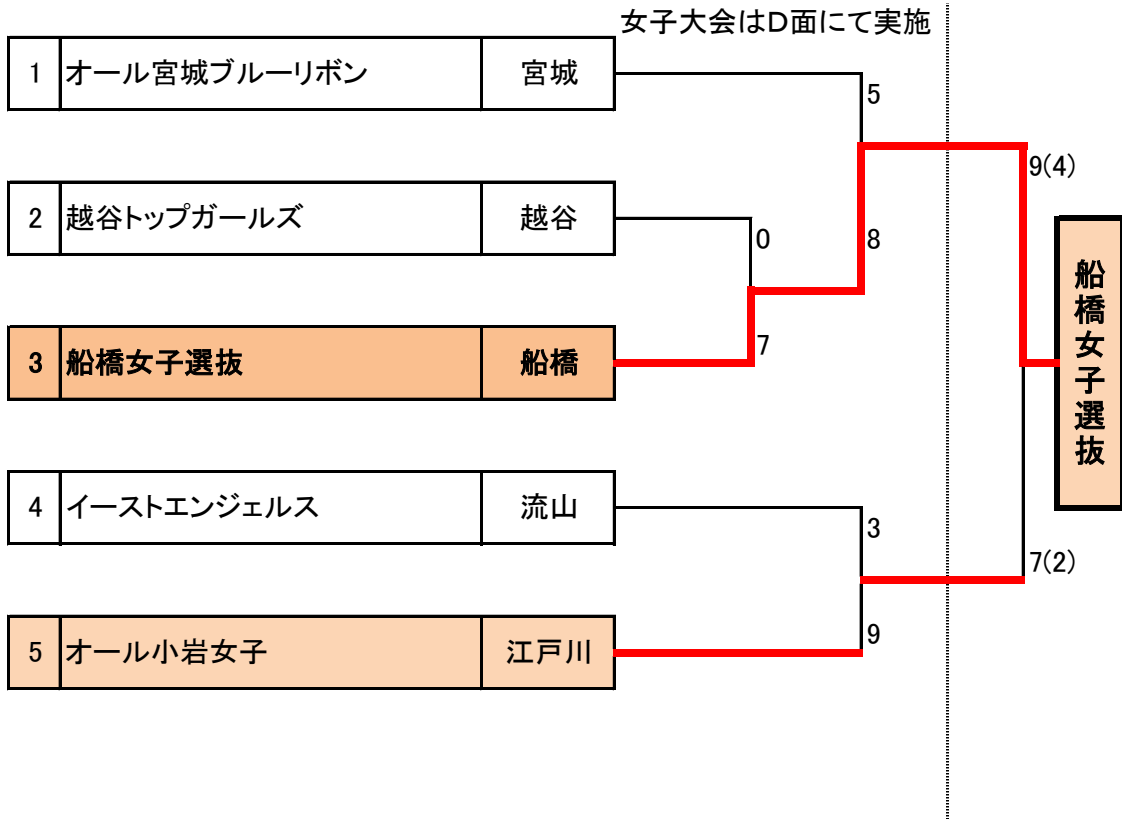 女子大会はD面にて実施
1 オール宮城ブルーリボン 宮城
5
9(4)
2 越谷トップガールズ 越谷
0
8
船橋女子選抜
3 船橋女子選抜 船橋
7
4 イーストエンジェルス 流山
3
7(2)
5 オール小岩女子 江戸川
9